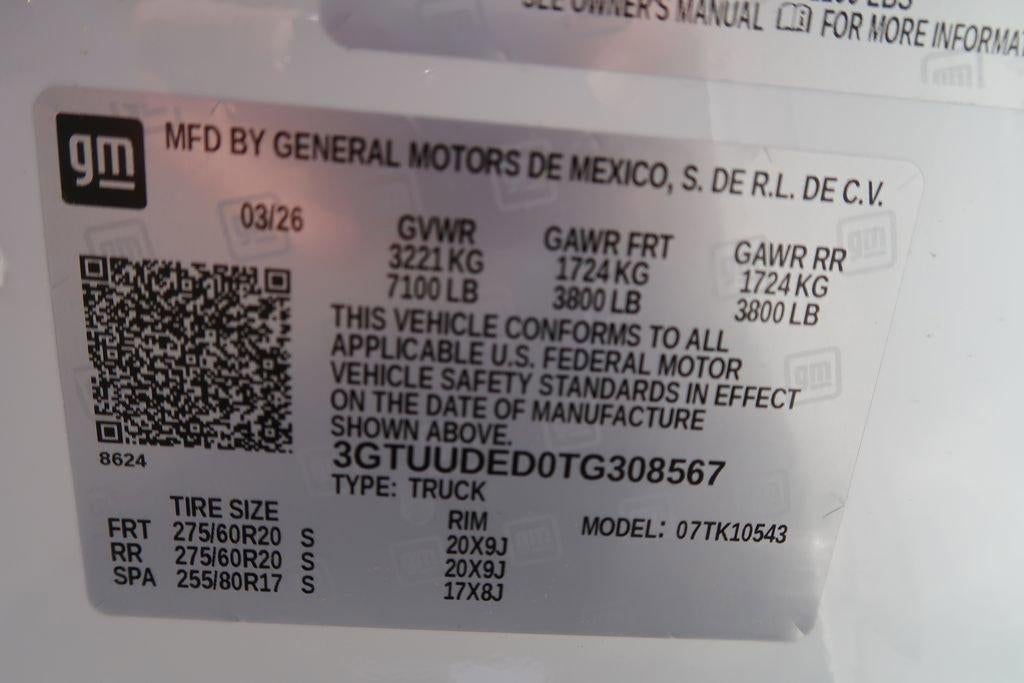 SEE OWNER'S MANUAL FOR MORE
gm
MFD BY GENERAL MOTORS DE MEXICO, S. DE R.L. DE C.V.
03/26
GVWR GAWR FRT GAWR RR
3221 KG 1724 KG 1724 KG
7100 LB 3800 LB 3800 LB
THIS VEHICLE CONFORMS TO ALL
APPLICABLE U.S. FEDERAL MOTOR
VEHICLE SAFETY STANDARDS IN EFFECT
ON THE DATE OF MANUFACTURE
SHOWN ABOVE.
8624
3GTUUDED0TG308567
TYPE: TRUCK
TIRE SIZE RIM MODEL: 07TK10543
FRT 275/60R20 S 20X9J
RR 275/60R20 S 20X9J
SPA 255/80R17 S 17X8J